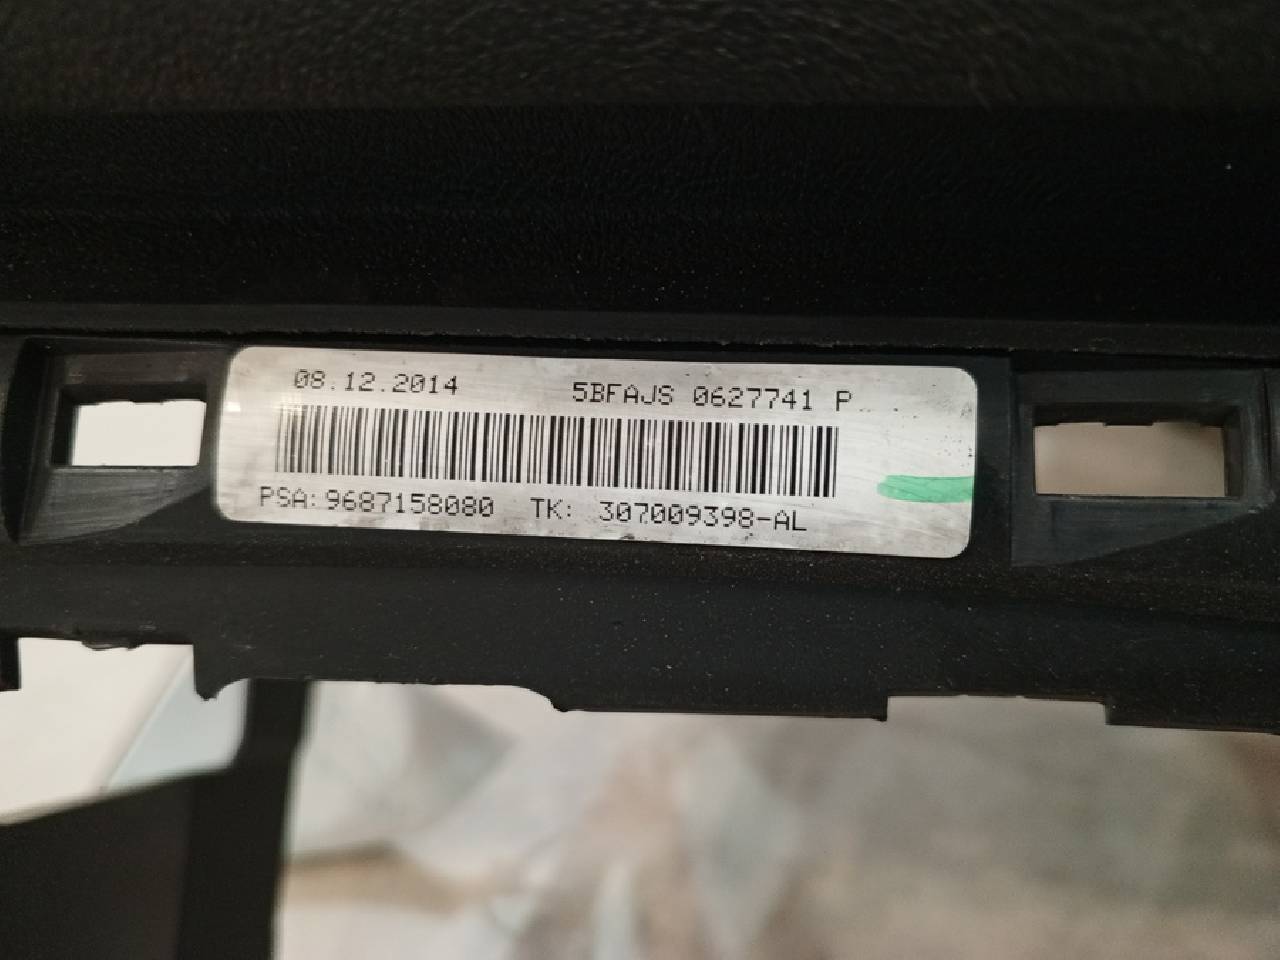 08.12.2014 5BFAJS 0627741 P
PSA:9687158080 TK: 307009398-AL